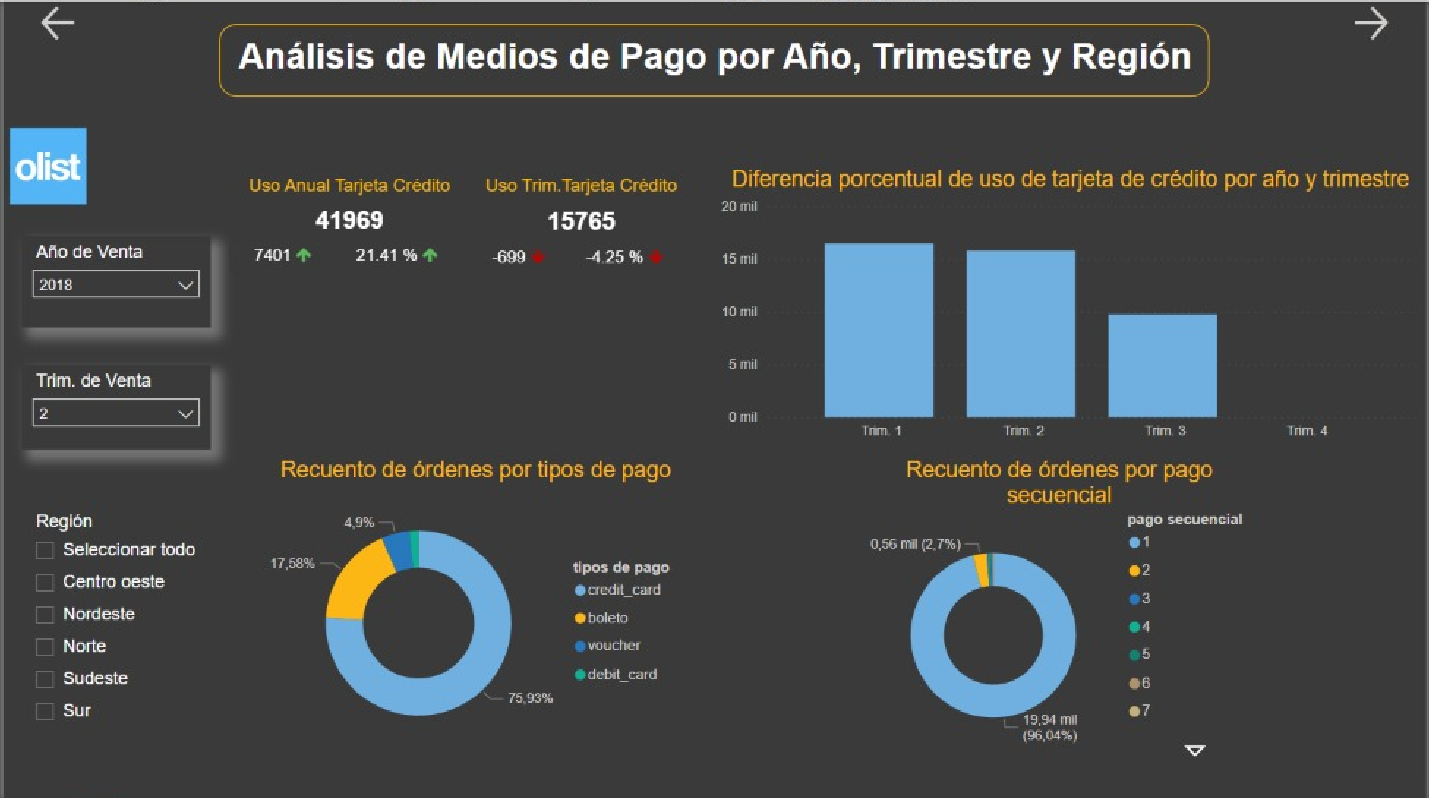 Análisis de Medios de Pago por Año, Trimestre y Región
olist
Año de Venta
2018
Trim. de Venta
2
Región
Seleccionar todo
Centro oeste
Nordeste
Norte
Sudeste
Sur
Uso Anual Tarjeta Crédito
41969
7401
21.41 %
Uso Trim.Tarjeta Crédito
15765
-699
-4.25 %
Diferencia porcentual de uso de tarjeta de crédito por año y trimestre
20 mil
15 mil
10 mil
5 mil
0 mil
Trim. 1
Trim. 2
Trim. 3
Trim. 4
Recuento de órdenes por tipos de pago
4,9%
17,58%
75,93%
tipos de pago
credit_card
boleto
voucher
debit_card
Recuento de órdenes por pago
secuencial
0,56 mil (2,7%)
19,94 mil
(96,04%)
pago secuencial
1
2
3
4
5
6
7